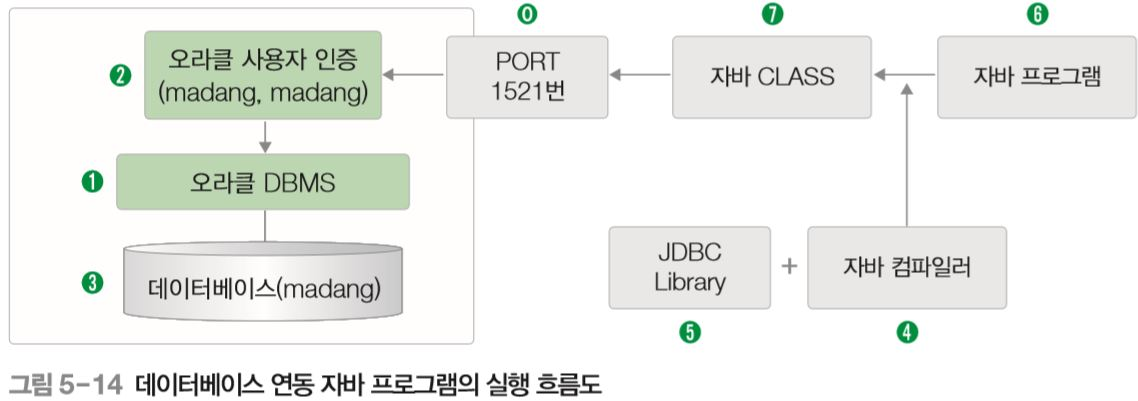 ⓿
❼
❻
❷
오라클 사용자 인증
(madang, madang)
PORT
1521번
자바 CLASS
자바 프로그램
❶
오라클 DBMS
❸
데이터베이스(madang)
JDBC
Library
+
자바 컴파일러
❺
❹
그림 5-14 데이터베이스 연동 자바 프로그램의 실행 흐름도